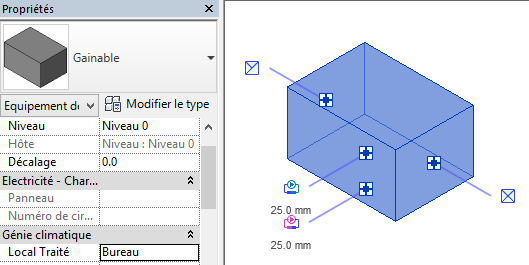 Propriétés
Gainable
Equipement de
Modifier le type
Niveau Niveau 0
Hôte Niveau : Niveau 0
Décalage 0.0
Electricité - Char...
Panneau
Numéro de cir...
Génie climatique
Local Traité Bureau
25.0 mm
25.0 mm